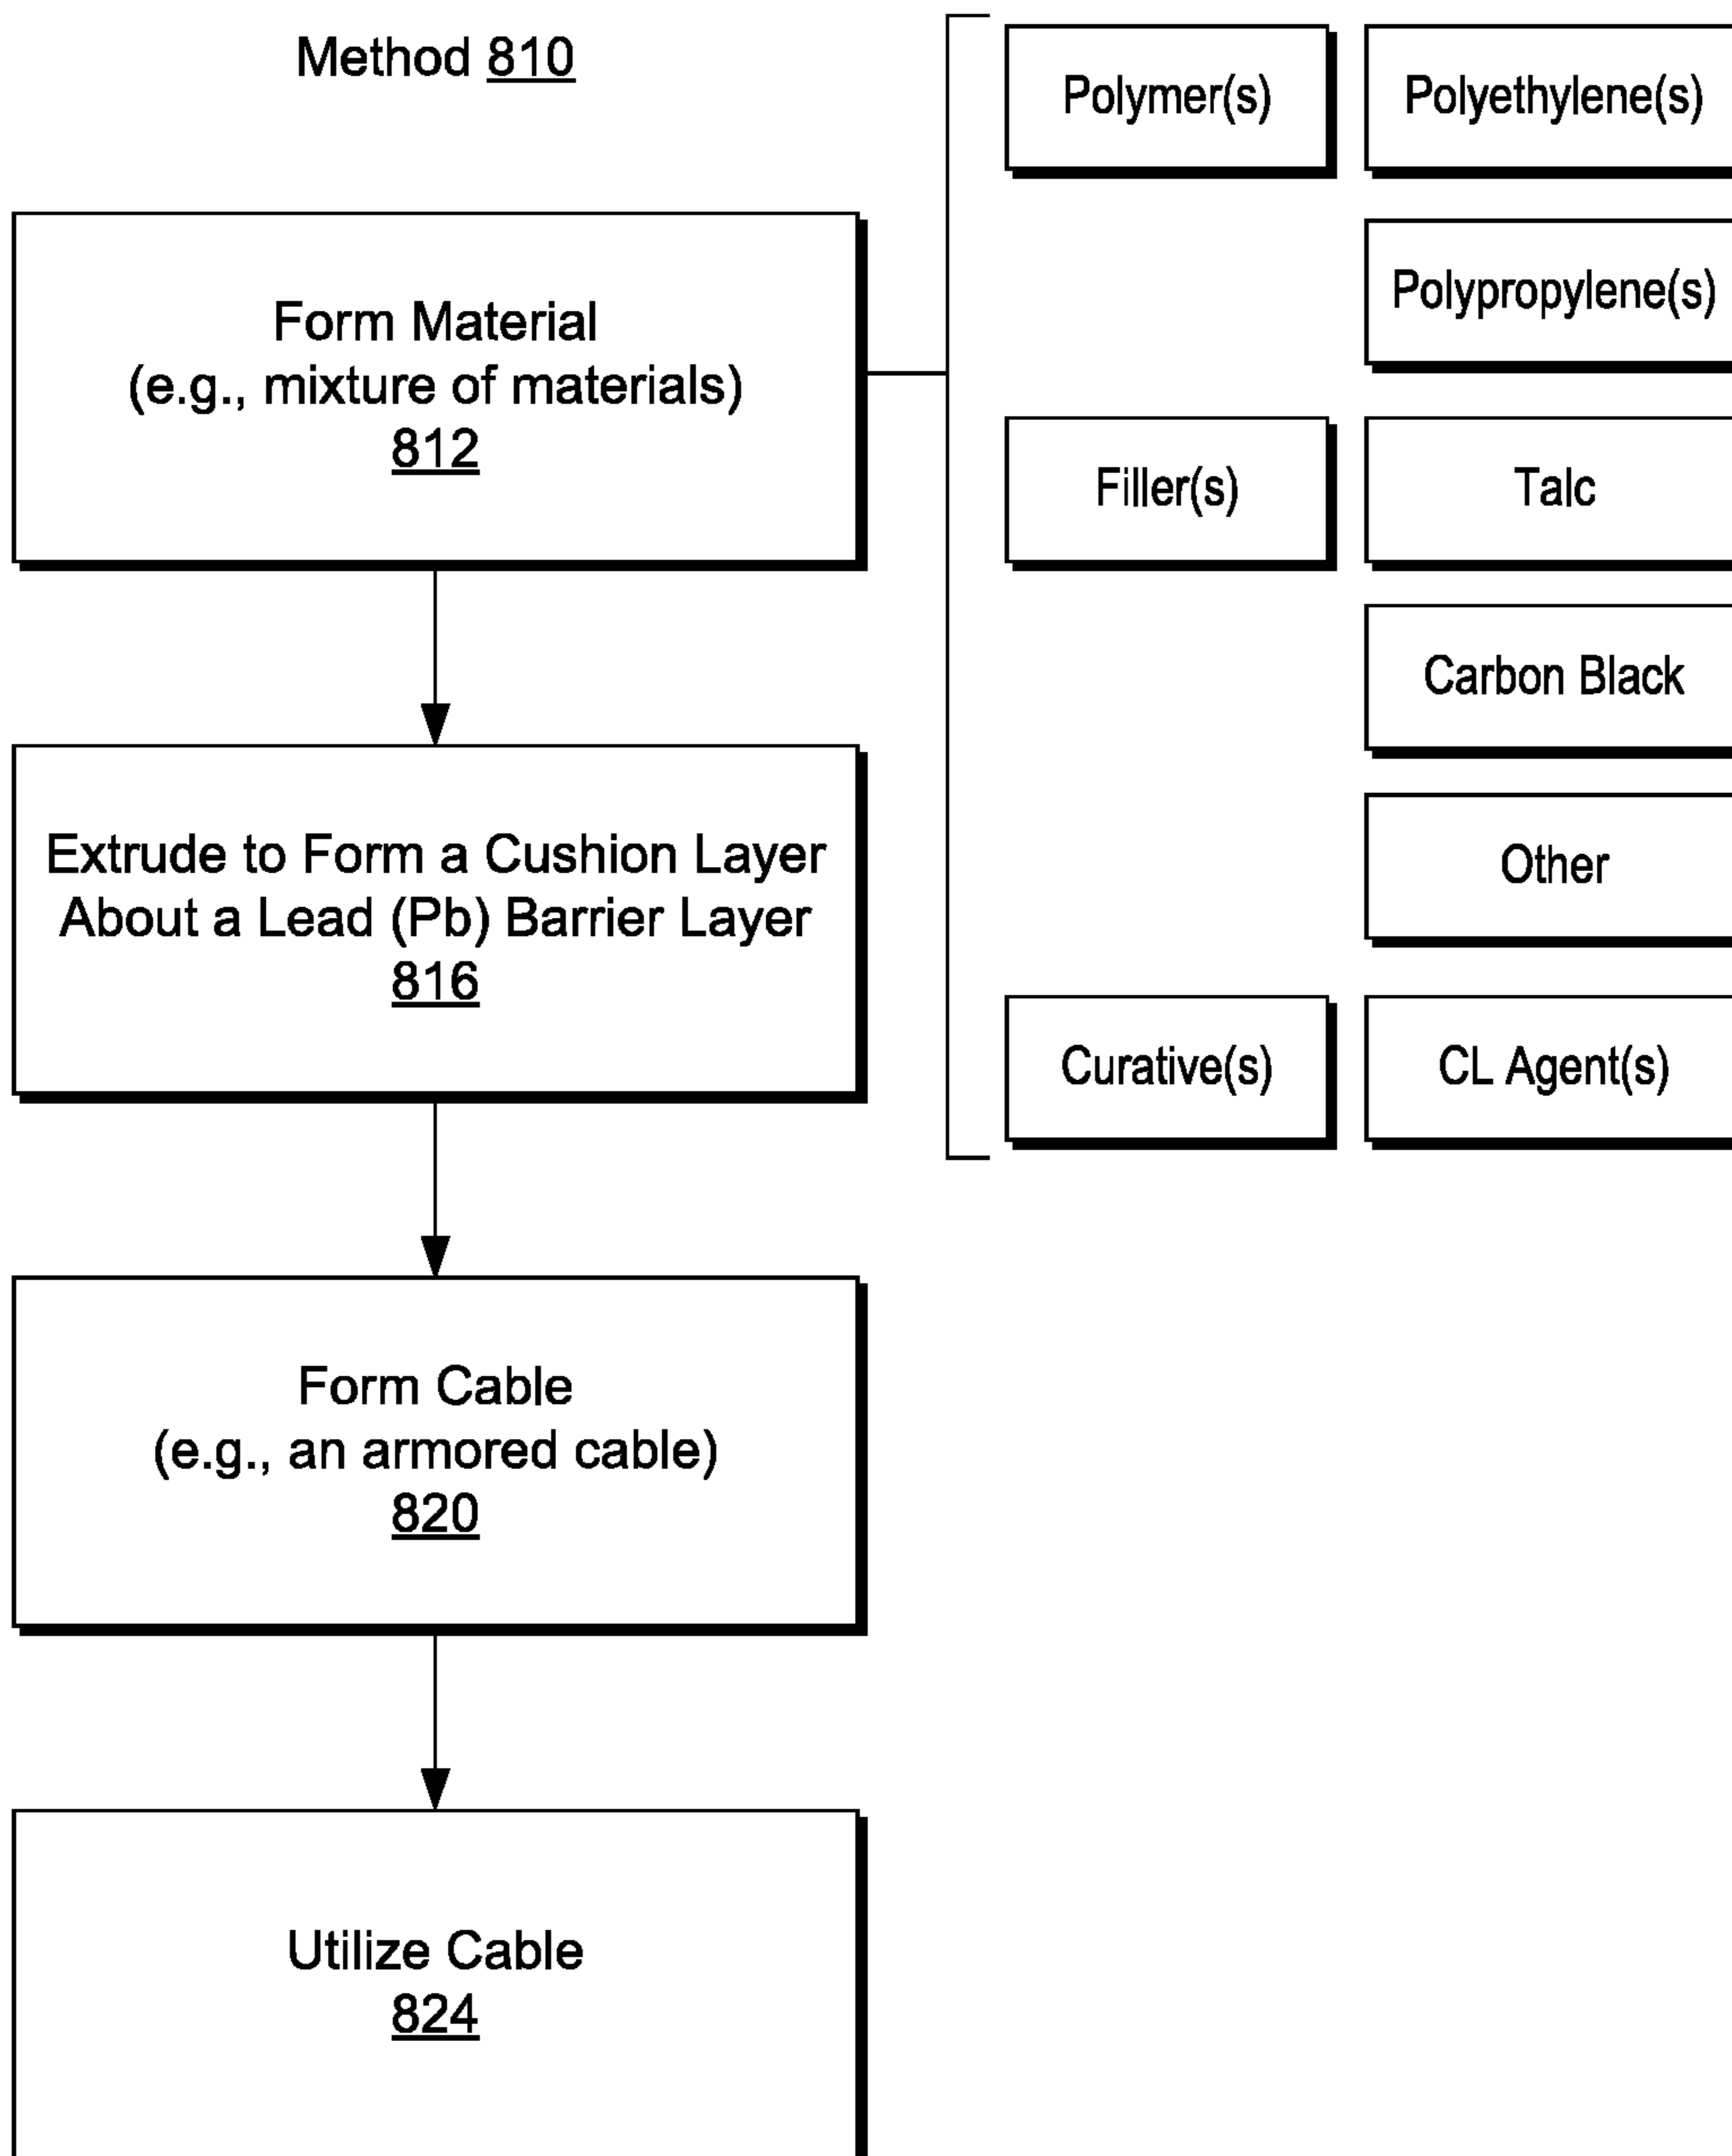 Method 810
Form Material
(e.g., mixture of materials)
812
Extrude to Form a Cushion Layer
About a Lead (Pb) Barrier Layer
816
Form Cable
(e.g., an armored cable)
820
Utilize Cable
824
Polymer(s)
Polyethylene(s)
Polypropylene(s)
Filler(s)
Talc
Carbon Black
Other
Curative(s)
CL Agent(s)